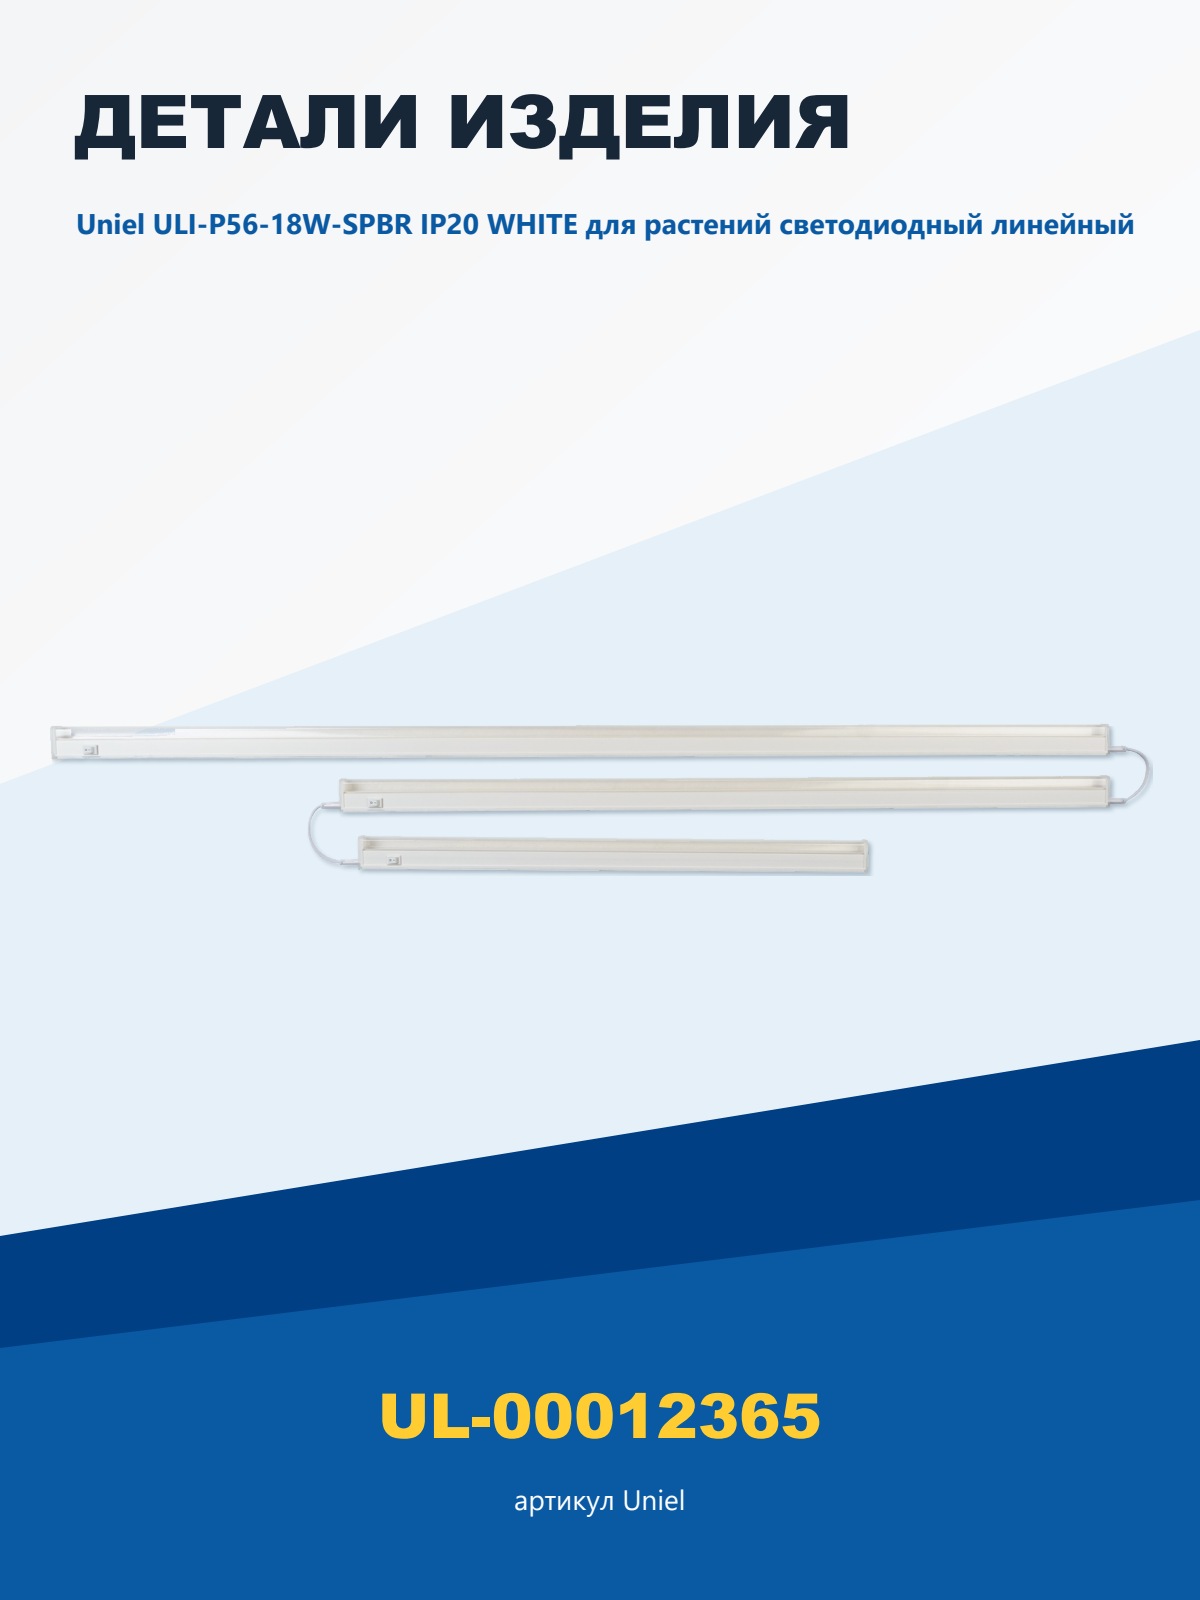 ДЕТАЛИ ИЗДЕЛИЯ
Uniel ULI-P56-18W-SPBR IP20 WHITE для растений светодиодный линейный
UL-00012365
артикул Uniel